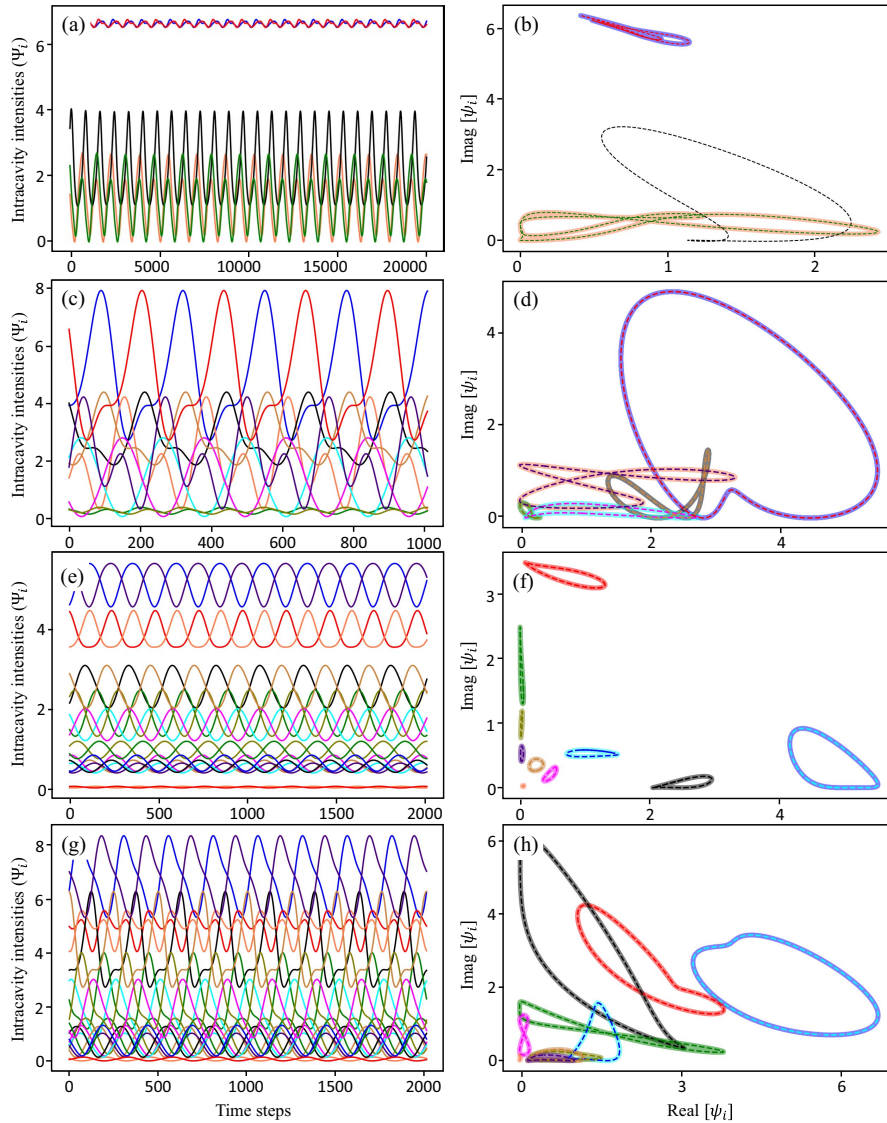 (a)
Intracavity intensities (Ψᵢ)
6
4
2
0
0 5000 10000 15000 20000
(b)
Imag [ψᵢ]
6
4
2
0
0 1 2
(c)
Intracavity intensities (Ψᵢ)
8
6
4
2
0
0 200 400 600 800 1000
(d)
Imag [ψᵢ]
4
2
0
0 2 4
(e)
Intracavity intensities (Ψᵢ)
4
2
0
0 500 1000 1500 2000
(f)
Imag [ψᵢ]
3
2
1
0
0 2 4
(g)
Intracavity intensities (Ψᵢ)
8
6
4
2
0
0 500 1000 1500 2000
Time steps
(h)
Imag [ψᵢ]
6
4
2
0
0 3 6
Real [ψᵢ]